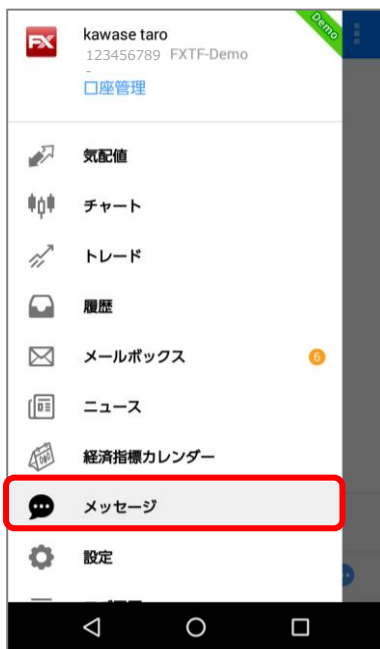 FX
kawase taro
Demo
123456789 FXTF-Demo
-
口座管理
気配値
チャート
トレード
履歴
メールボックス
6
ニュース
経済指標カレンダー
メッセージ
設定